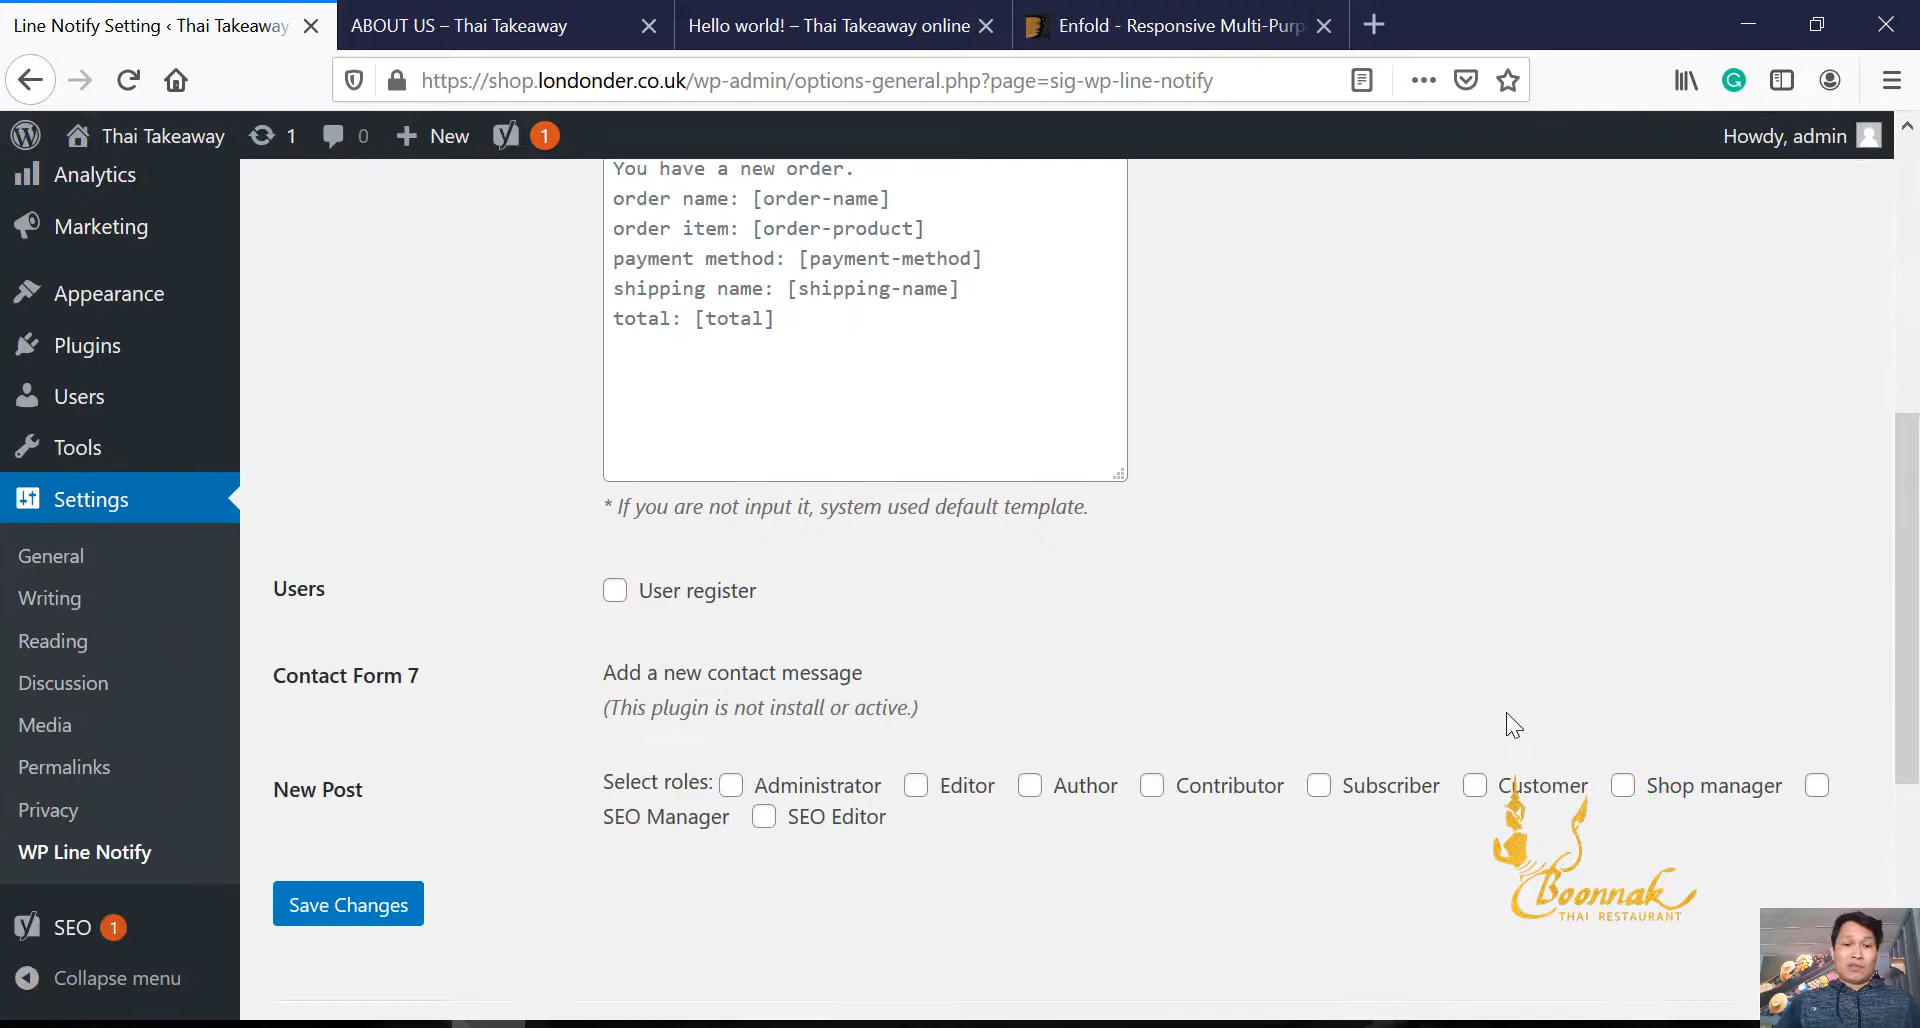 Line Notify Setting ‹ Thai Takeaway
ABOUT US – Thai Takeaway
Hello world! – Thai Takeaway online
Enfold - Responsive Multi-Purp
https://shop.londonder.co.uk/wp-admin/options-general.php?page=sig-wp-line-notify
Thai Takeaway 1 0 New 1
Howdy, admin
Analytics
Marketing
Appearance
Plugins
Users
Tools
Settings
General
Writing
Reading
Discussion
Media
Permalinks
Privacy
WP Line Notify
SEO 1
Collapse menu
You have a new order.
order name: [order-name]
order item: [order-product]
payment method: [payment-method]
shipping name: [shipping-name]
total: [total]
* If you are not input it, system used default template.
Users
User register
Contact Form 7
Add a new contact message
(This plugin is not install or active.)
New Post
Select roles: Administrator Editor Author Contributor Subscriber Customer Shop manager
SEO Manager SEO Editor
Save Changes
Boonnak
THAI RESTAURANT